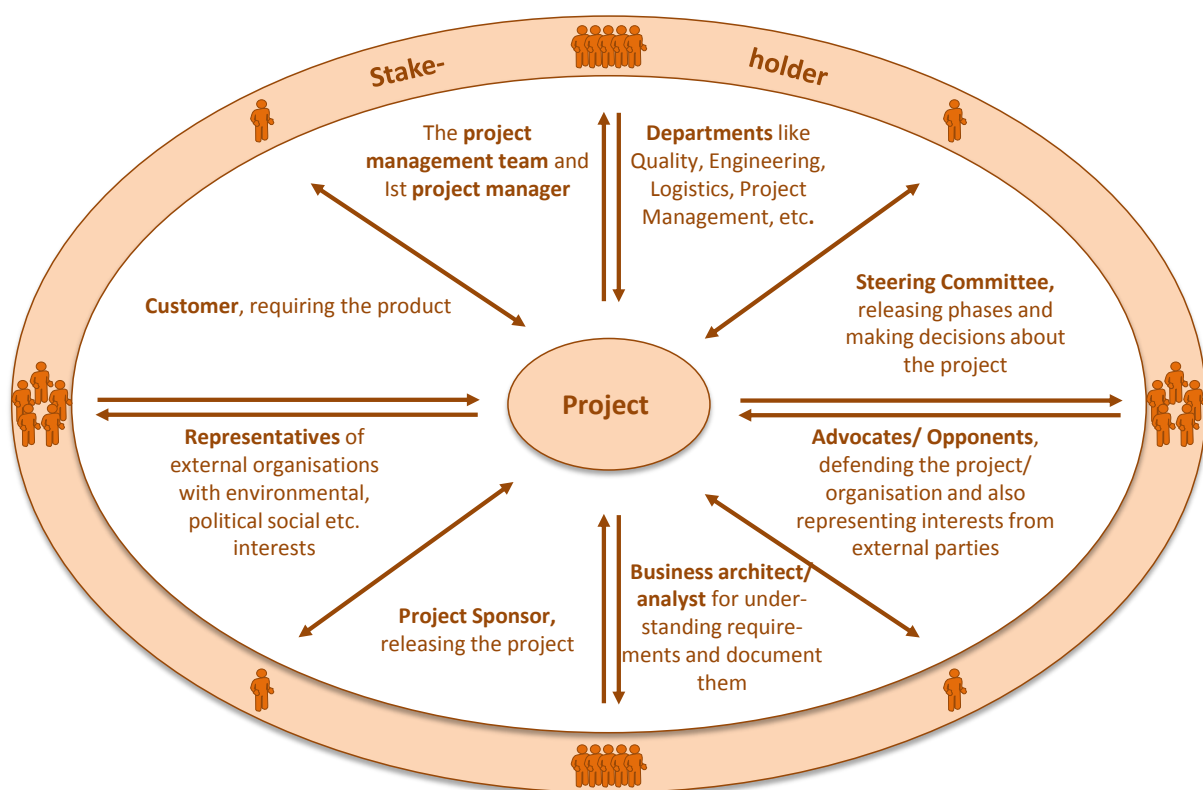 Stake-
holder
The project
management team and
Ist project manager
Departments like
Quality, Engineering,
Logistics, Project
Management, etc.
Customer, requiring the product
Steering Committee,
releasing phases and
making decisions about
the project
Project
Representatives of
external organisations
with environmental,
political social etc.
interests
Advocates/ Opponents,
defending the project/
organisation and also
representing interests from
external parties
Project Sponsor,
releasing the project
Business architect/
analyst for under-
standing require-
ments and document
them